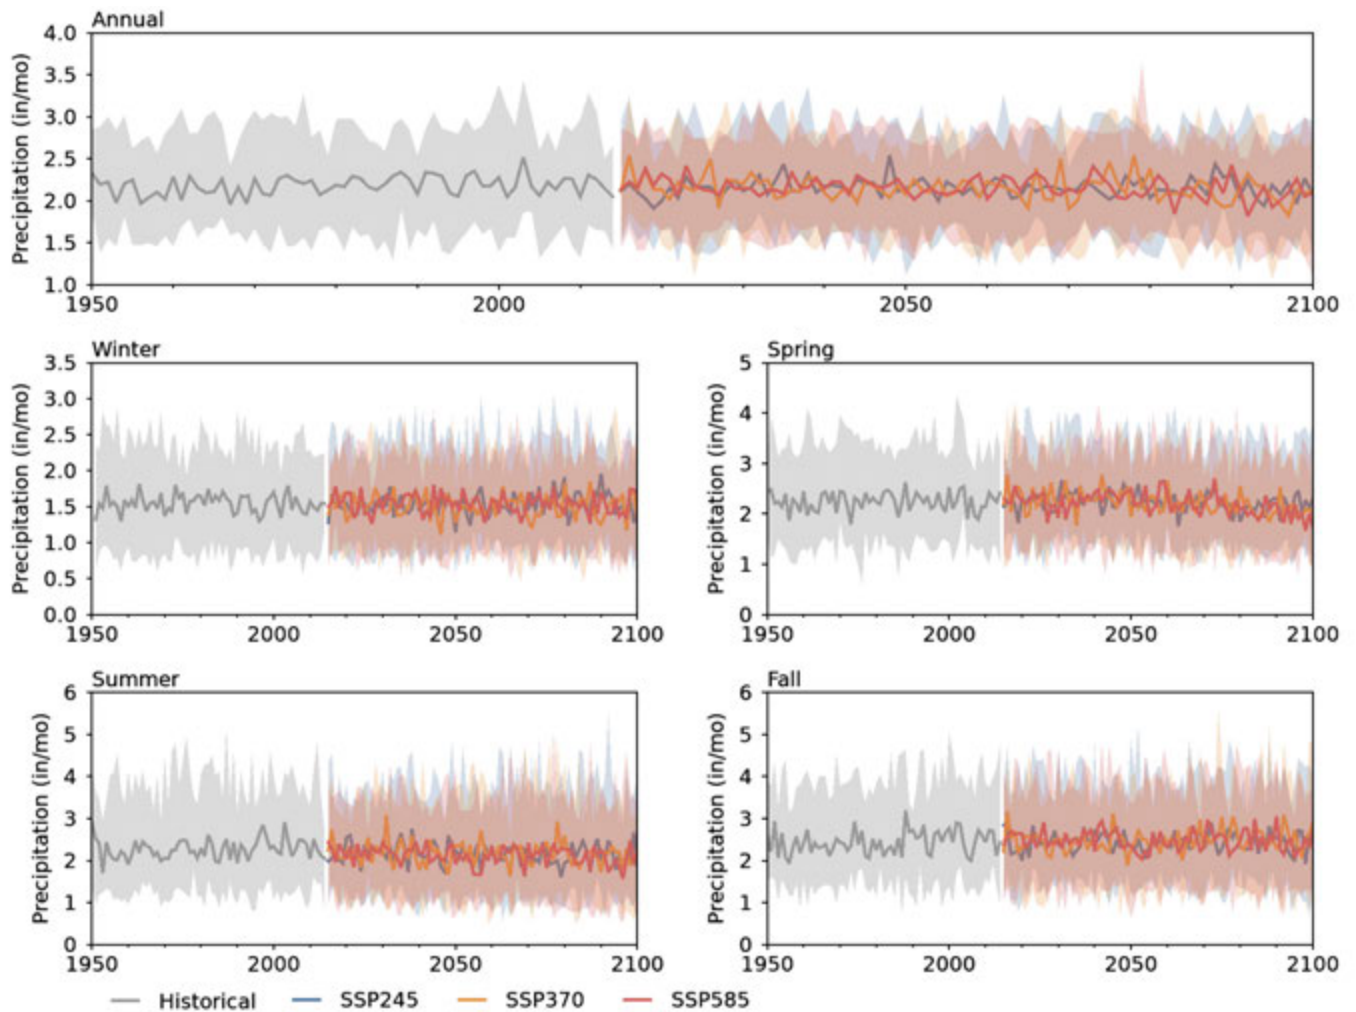 Annual
Precipitation (in/mo)
4.0
3.5
3.0
2.5
2.0
1.5
1.0
1950 2000 2050 2100
Winter
Precipitation (in/mo)
3.5
3.0
2.5
2.0
1.5
1.0
0.5
0.0
1950 2000 2050 2100
Spring
Precipitation (in/mo)
5
4
3
2
1
0
1950 2000 2050 2100
Summer
Precipitation (in/mo)
6
5
4
3
2
1
0
1950 2000 2050 2100
Fall
Precipitation (in/mo)
6
5
4
3
2
1
0
1950 2000 2050 2100
Historical SSP245 SSP370 SSP585